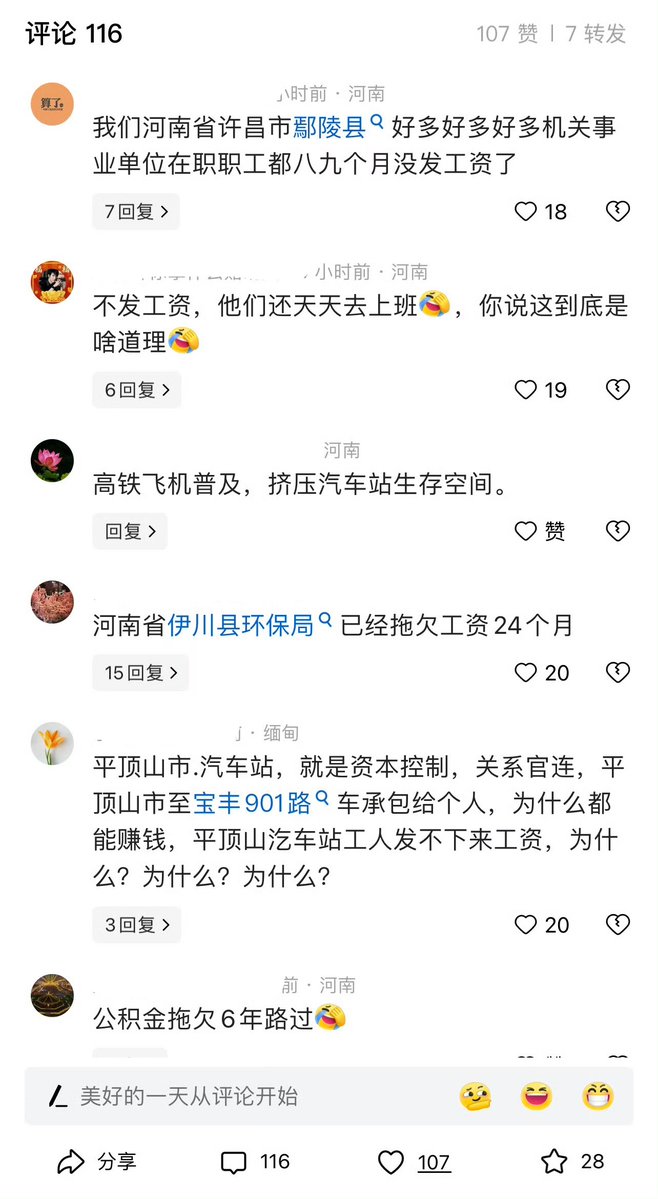 评论 116
107 赞 | 7 转发
算了。
小时前 · 河南
我们河南省许昌市鄢陵县 好多好多好多机关事
业单位在职职工都八九个月没发工资了
7回复 >
18
小时前 · 河南
不发工资，他们还天天去上班🤣，你说这到底是
啥道理🤣
6回复 >
19
河南
高铁飞机普及，挤压汽车站生存空间。
回复 >
赞
河南省伊川县环保局 已经拖欠工资24个月
15回复 >
20
· 缅甸
平顶山市.汽车站，就是资本控制，关系官连，平
顶山市至宝丰901路 车承包给个人，为什么都
能赚钱，平顶山汔车站工人发不下来工资，为什
么？为什么？为什么？
3回复 >
20
前 · 河南
公积金拖欠6年路过🤣
美好的一天从评论开始
分享
116
107
28